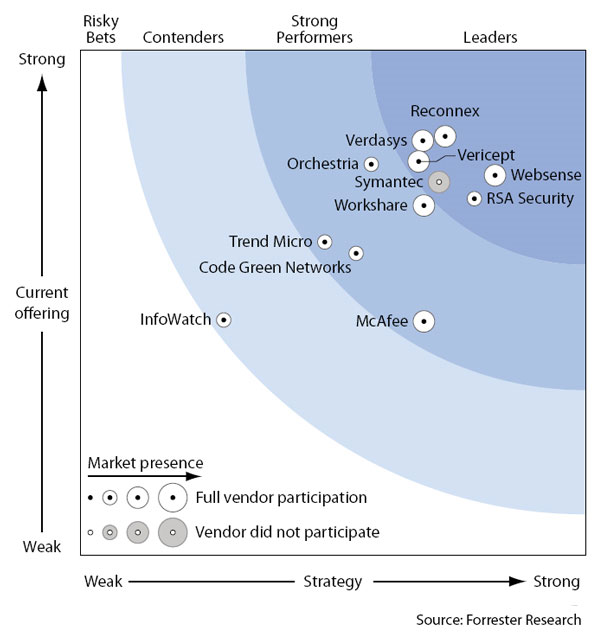 Risky
Bets
Contenders
Strong
Performers
Leaders
Strong
Reconnex
Verdasys
Vericept
Orchestria
Symantec
Websense
Workshare
RSA Security
Trend Micro
Code Green Networks
Current
offering
InfoWatch
McAfee
Market presence
Full vendor participation
Vendor did not participate
Weak
Weak
Strategy
Strong
Source: Forrester Research